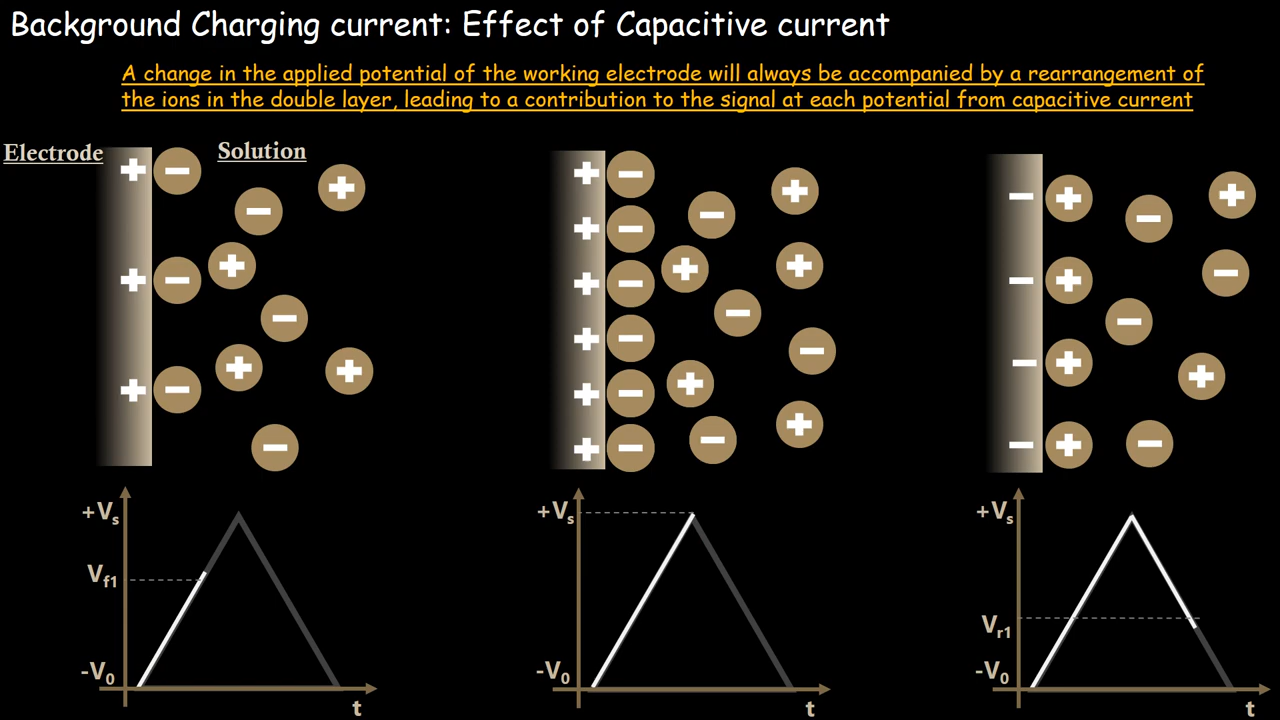 Background Charging current: Effect of Capacitive current
A change in the applied potential of the working electrode will always be accompanied by a rearrangement of
the ions in the double layer, leading to a contribution to the signal at each potential from capacitive current
Electrode
Solution
+Vs
Vf1
-V0
t
+Vs
-V0
t
+Vs
Vr1
-V0
t